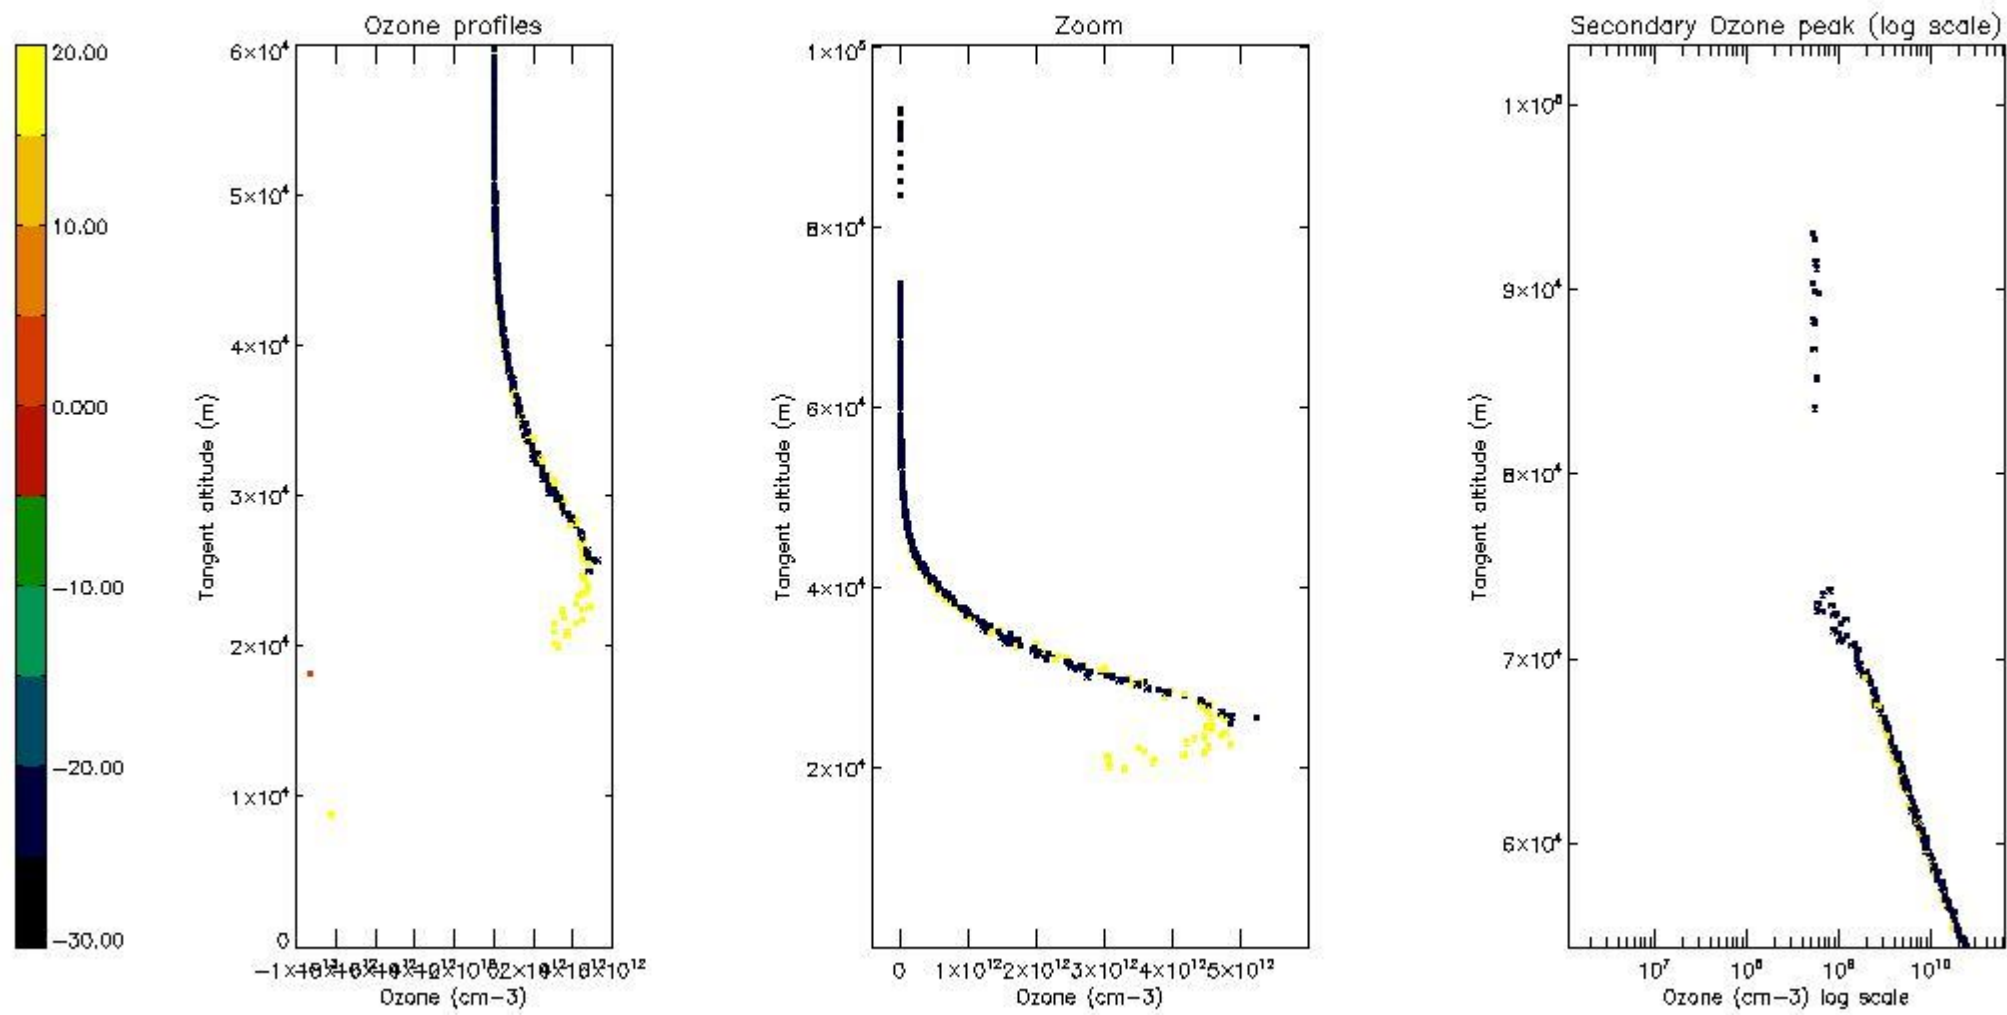 Ozone profiles
Zoom
Secondary Ozone peak (log scale)
20.00
10.00
0.000
−10.00
−20.00
−30.00
6×10⁴
5×10⁴
4×10⁴
3×10⁴
2×10⁴
1×10⁴
0
Tangent altitude (m)
Ozone (cm−3)
1×10⁵
8×10⁴
6×10⁴
4×10⁴
2×10⁴
Tangent altitude (m)
0 1×10¹² 2×10¹² 3×10¹² 4×10¹² 5×10¹²
Ozone (cm−3)
9×10⁴
8×10⁴
7×10⁴
6×10⁴
Tangent altitude (m)
10⁷ 10⁸ 10⁹ 10¹⁰
Ozone (cm−3) log scale